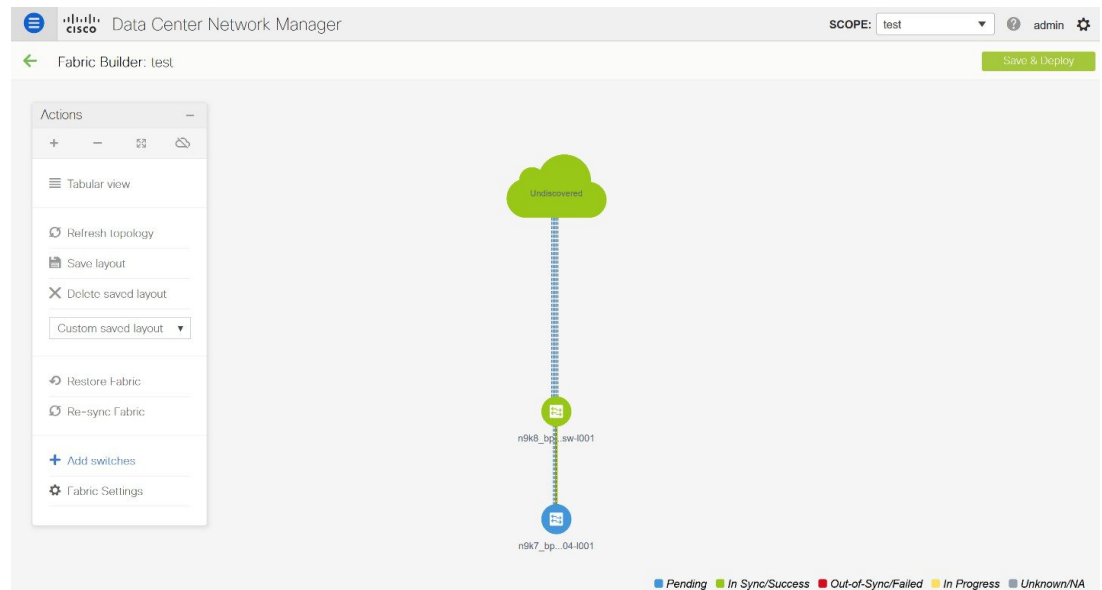 cisco Data Center Network Manager
SCOPE: test
admin
Fabric Builder: test
Save & Deploy
Actions
Tabular view
Refresh topology
Save layout
Delete saved layout
Custom saved layout
Restore Fabric
Re-sync Fabric
Add switches
Fabric Settings
Undiscovered
n9k8_bp...sw-l001
n9k7_bp...04-l001
Pending In Sync/Success Out-of-Sync/Failed In Progress Unknown/NA